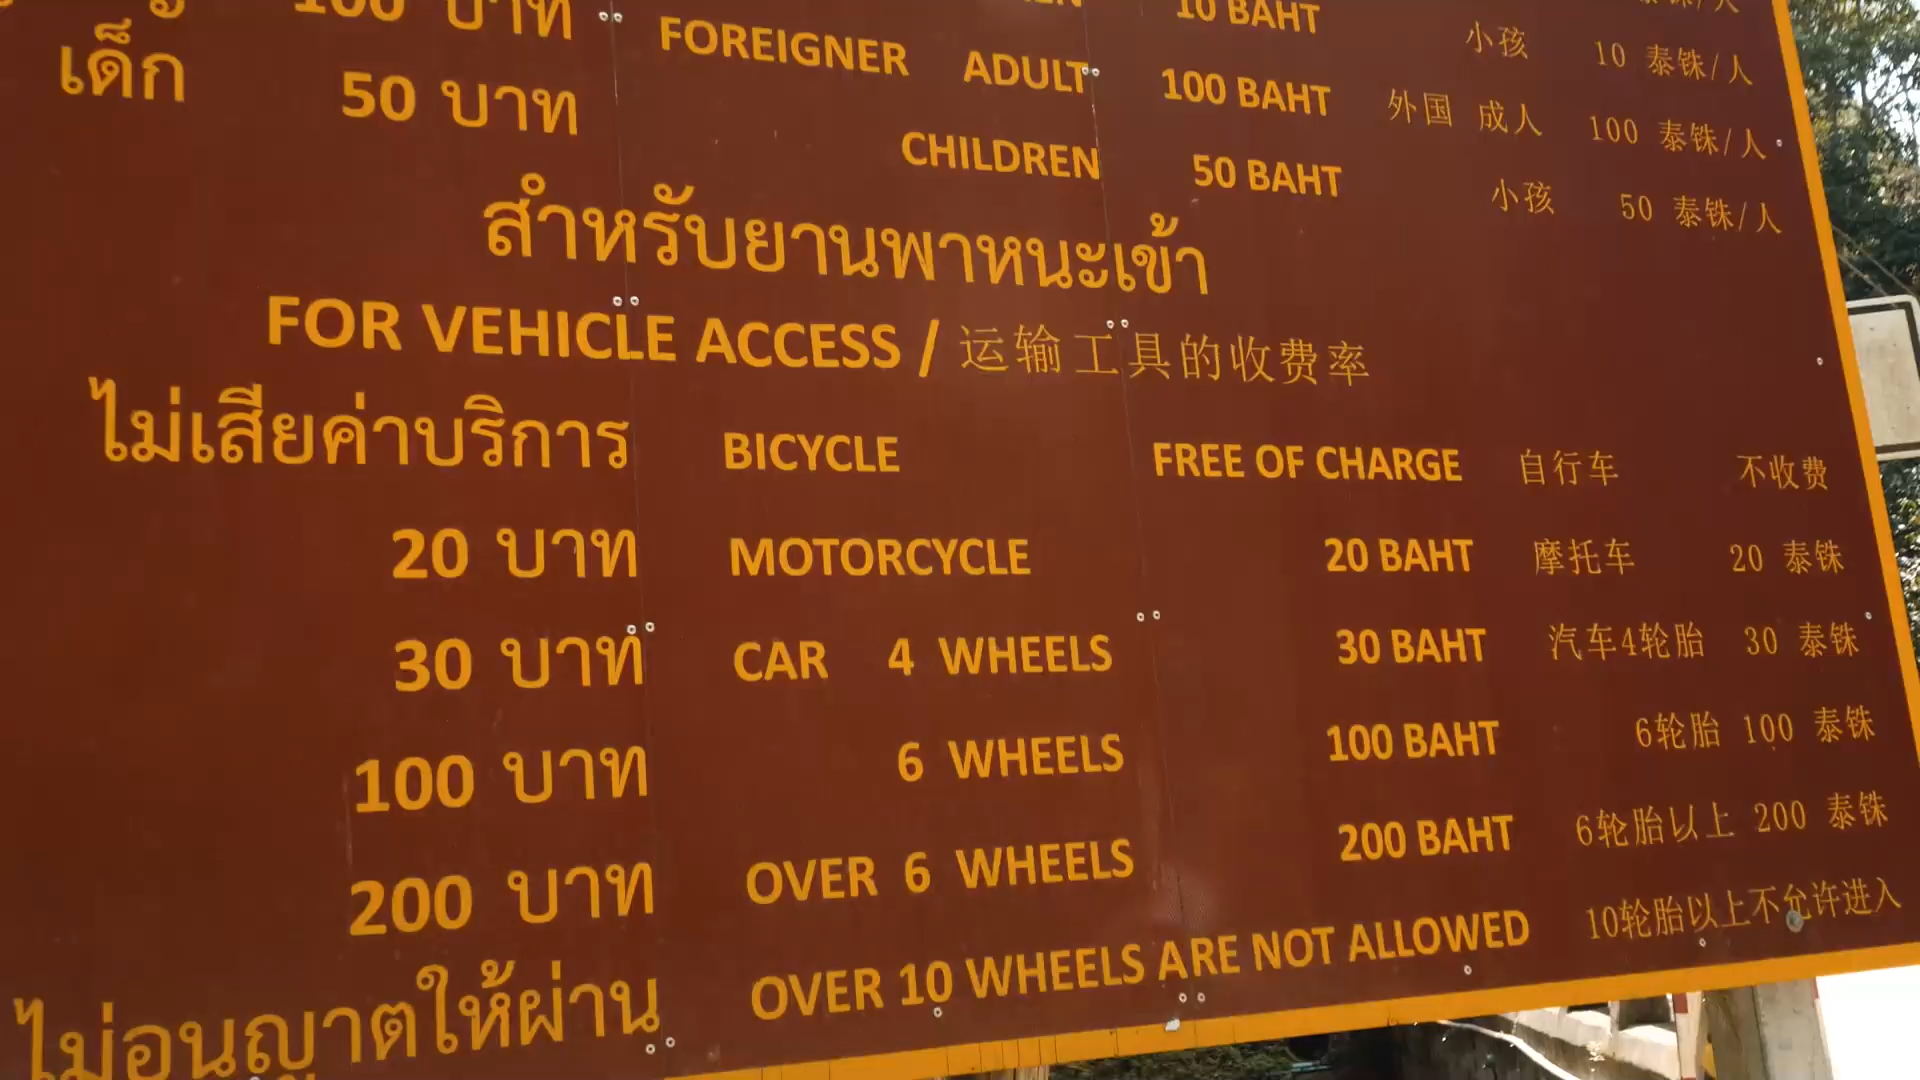 100 บาท 10 BAHT 小孩 10 泰铢/人
เด็ก 50 บาท FOREIGNER ADULT 100 BAHT 外国 成人 100 泰铢/人
CHILDREN 50 BAHT 小孩 50 泰铢/人
สำหรับยานพาหนะเข้า
FOR VEHICLE ACCESS / 运输工具的收费率
ไม่เสียค่าบริการ BICYCLE FREE OF CHARGE 自行车 不收费
20 บาท MOTORCYCLE 20 BAHT 摩托车 20 泰铢
30 บาท CAR 4 WHEELS 30 BAHT 汽车4轮胎 30 泰铢
100 บาท 6 WHEELS 100 BAHT 6轮胎 100 泰铢
200 บาท OVER 6 WHEELS 200 BAHT 6轮胎以上 200 泰铢
ไม่อนุญาตให้ผ่าน OVER 10 WHEELS ARE NOT ALLOWED 10轮胎以上不允许进入